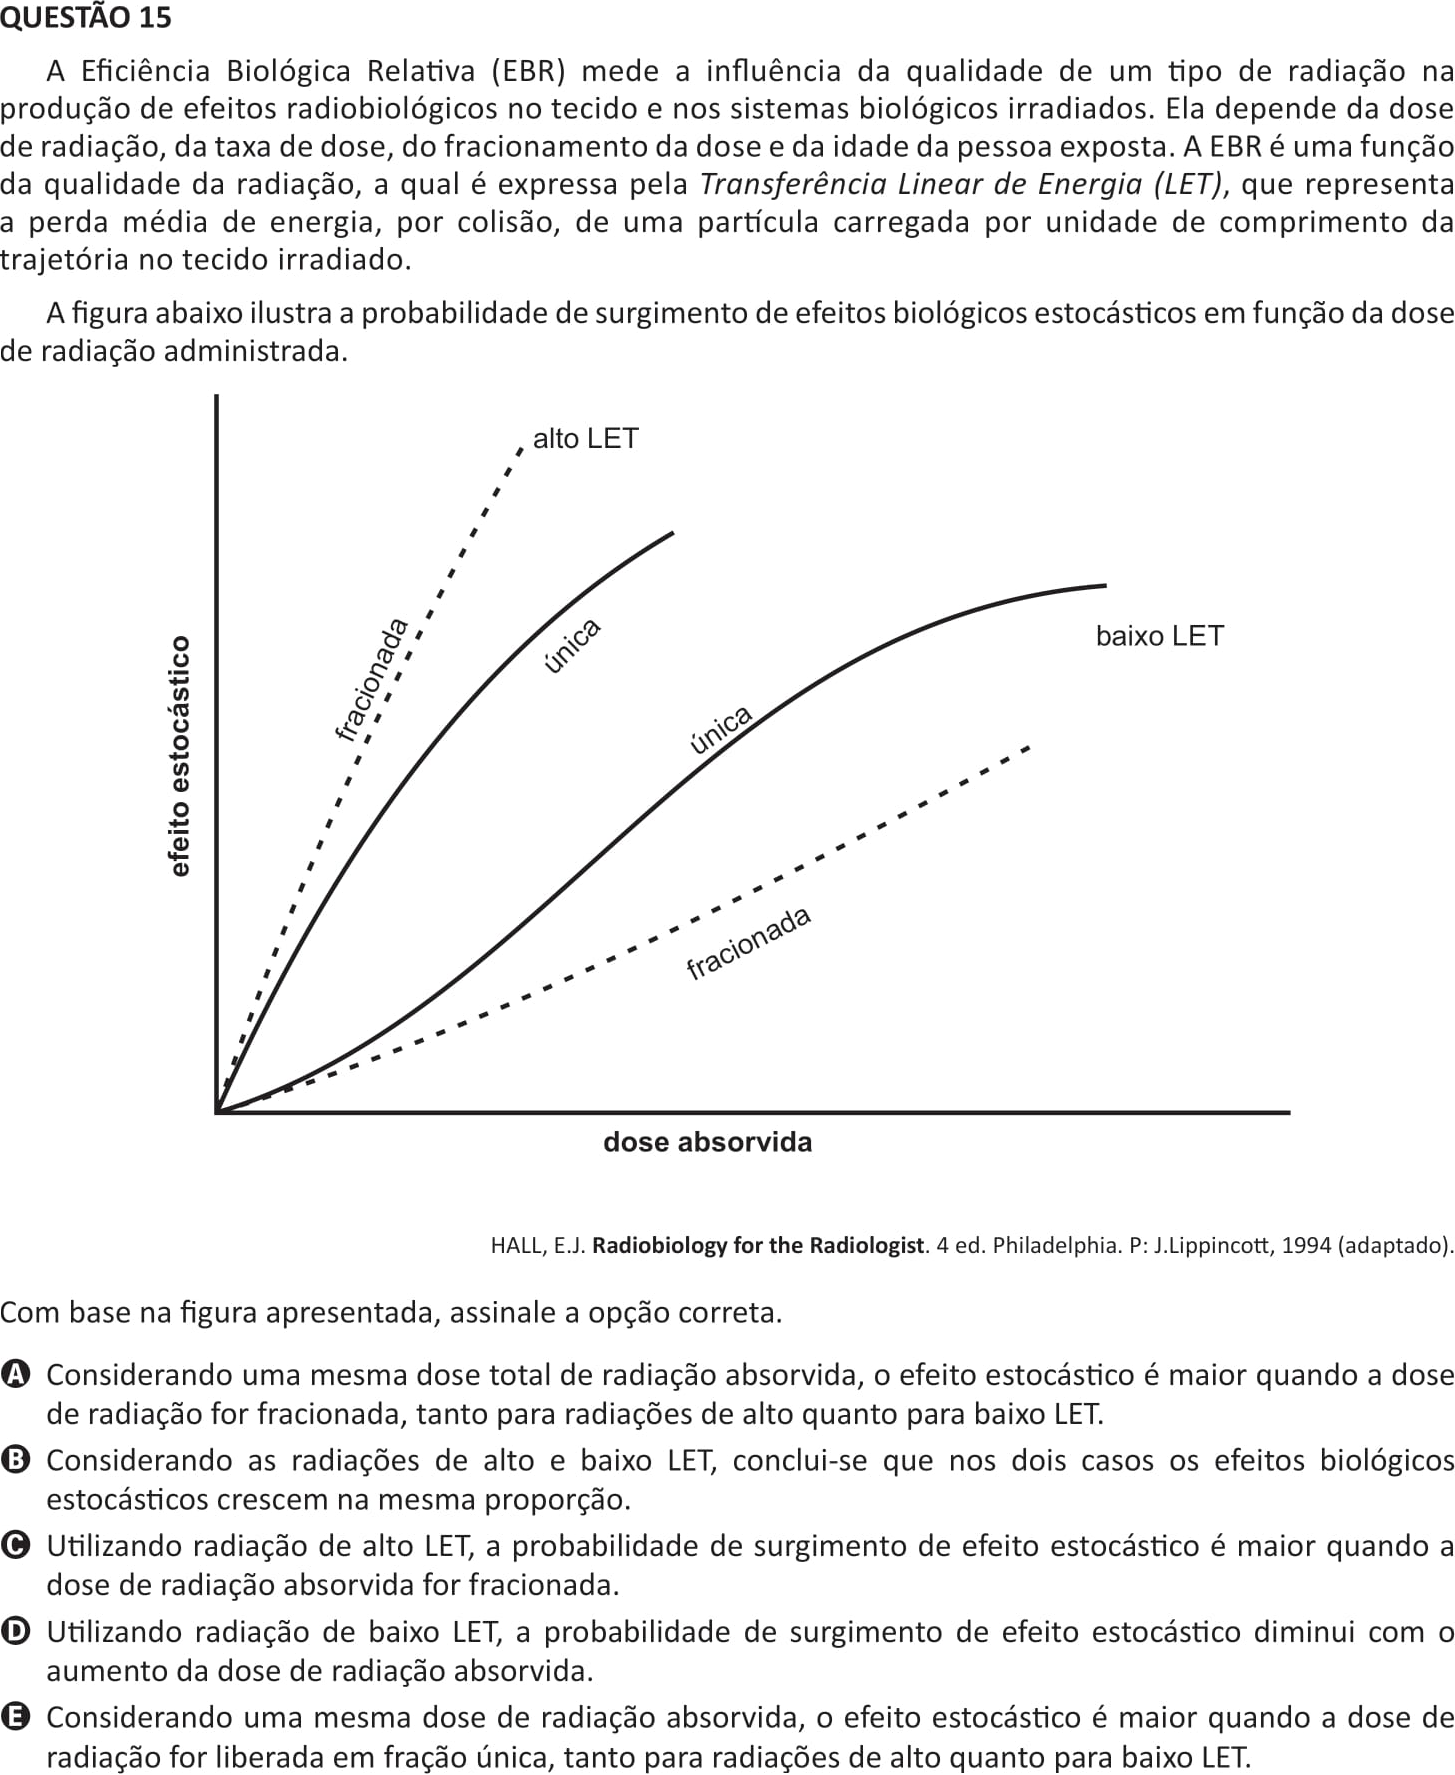 QUESTÃO 15
A Eficiência Biológica Relativa (EBR) mede a influência da qualidade de um tipo de radiação na
produção de efeitos radiobiológicos no tecido e nos sistemas biológicos irradiados. Ela depende da dose
de radiação, da taxa de dose, do fracionamento da dose e da idade da pessoa exposta. A EBR é uma função
da qualidade da radiação, a qual é expressa pela Transferência Linear de Energia (LET), que representa
a perda média de energia, por colisão, de uma partícula carregada por unidade de comprimento da
trajetória no tecido irradiado.
A figura abaixo ilustra a probabilidade de surgimento de efeitos biológicos estocásticos em função da dose
de radiação administrada.
alto LET
fracionada
única
baixo LET
única
fracionada
efeito estocástico
dose absorvida
HALL, E.J. Radiobiology for the Radiologist. 4 ed. Philadelphia. P: J.Lippincott, 1994 (adaptado).
Com base na figura apresentada, assinale a opção correta.
A Considerando uma mesma dose total de radiação absorvida, o efeito estocástico é maior quando a dose
de radiação for fracionada, tanto para radiações de alto quanto para baixo LET.
B Considerando as radiações de alto e baixo LET, conclui-se que nos dois casos os efeitos biológicos
estocásticos crescem na mesma proporção.
C Utilizando radiação de alto LET, a probabilidade de surgimento de efeito estocástico é maior quando a
dose de radiação absorvida for fracionada.
D Utilizando radiação de baixo LET, a probabilidade de surgimento de efeito estocástico diminui com o
aumento da dose de radiação absorvida.
E Considerando uma mesma dose de radiação absorvida, o efeito estocástico é maior quando a dose de
radiação for liberada em fração única, tanto para radiações de alto quanto para baixo LET.